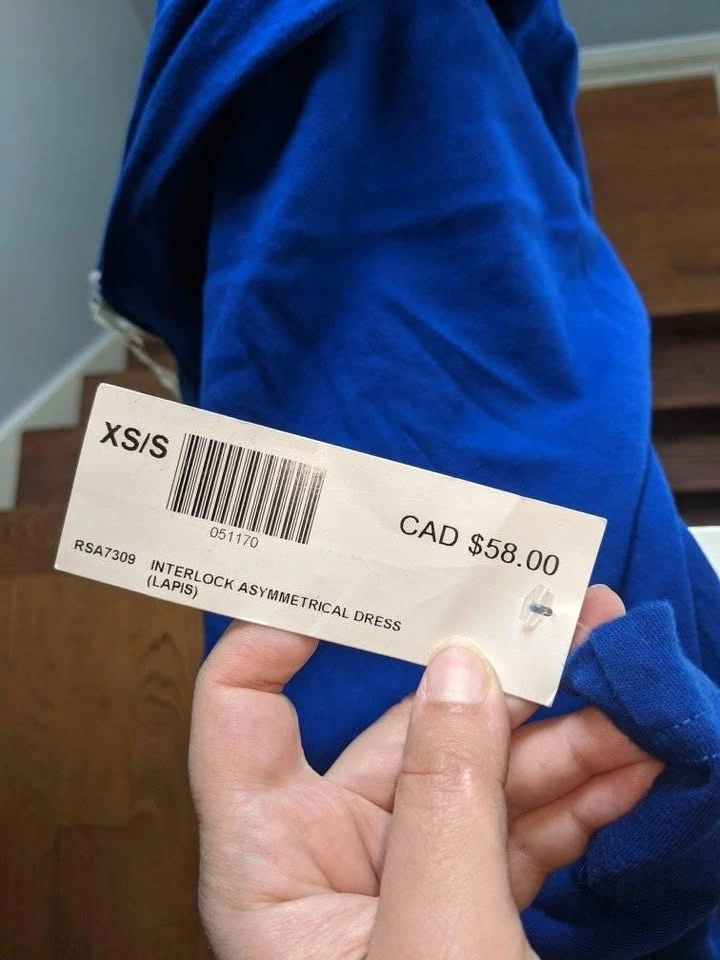 XS/S
051170
CAD $58.00
RSA7309 INTERLOCK ASYMMETRICAL DRESS
(LAPIS)